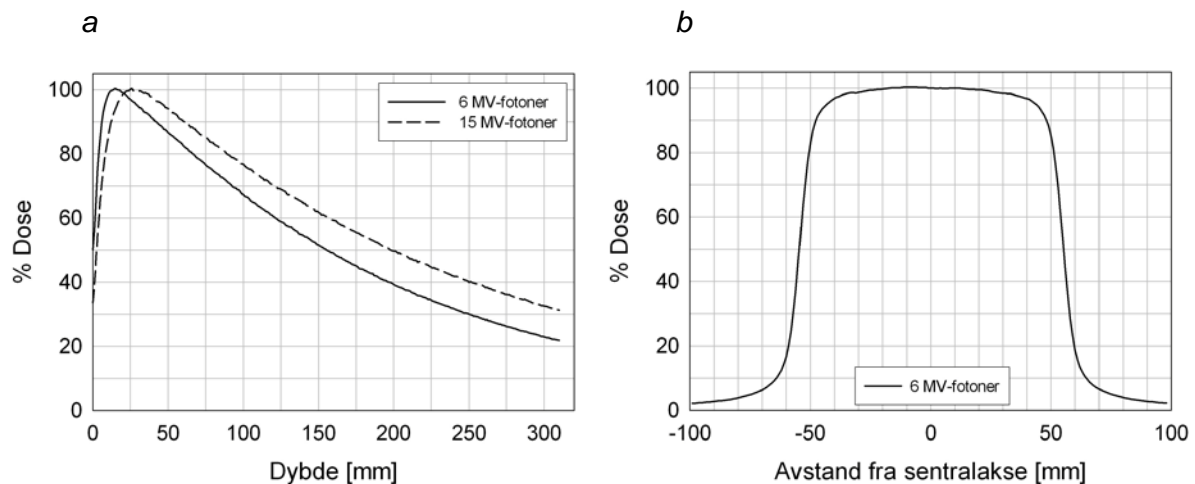 a
100
80
60
40
20
0
% Dose
6 MV-fotoner
15 MV-fotoner
0 50 100 150 200 250 300
Dybde [mm]
b
100
80
60
40
20
0
% Dose
6 MV-fotoner
-100 -50 0 50 100
Avstand fra sentralakse [mm]